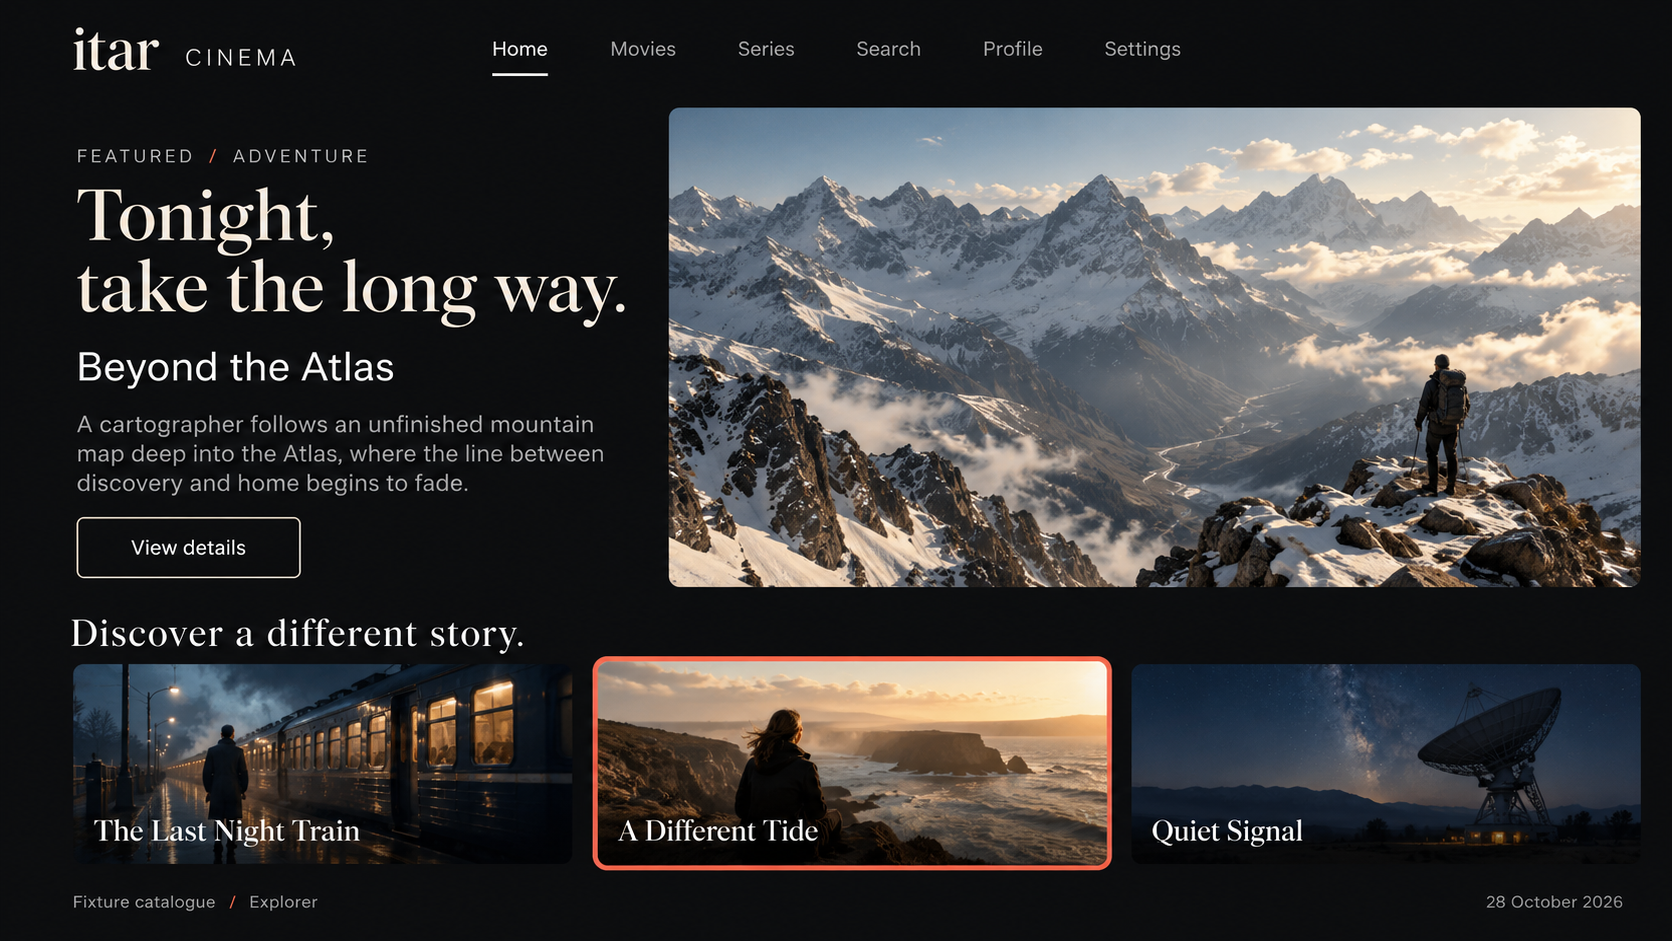 itar CINEMA
Home Movies Series Search Profile Settings
FEATURED / ADVENTURE
Tonight,
take the long way.
Beyond the Atlas
A cartographer follows an unfinished mountain
map deep into the Atlas, where the line between
discovery and home begins to fade.
View details
Discover a different story.
The Last Night Train
A Different Tide
Quiet Signal
Fixture catalogue / Explorer
28 October 2026